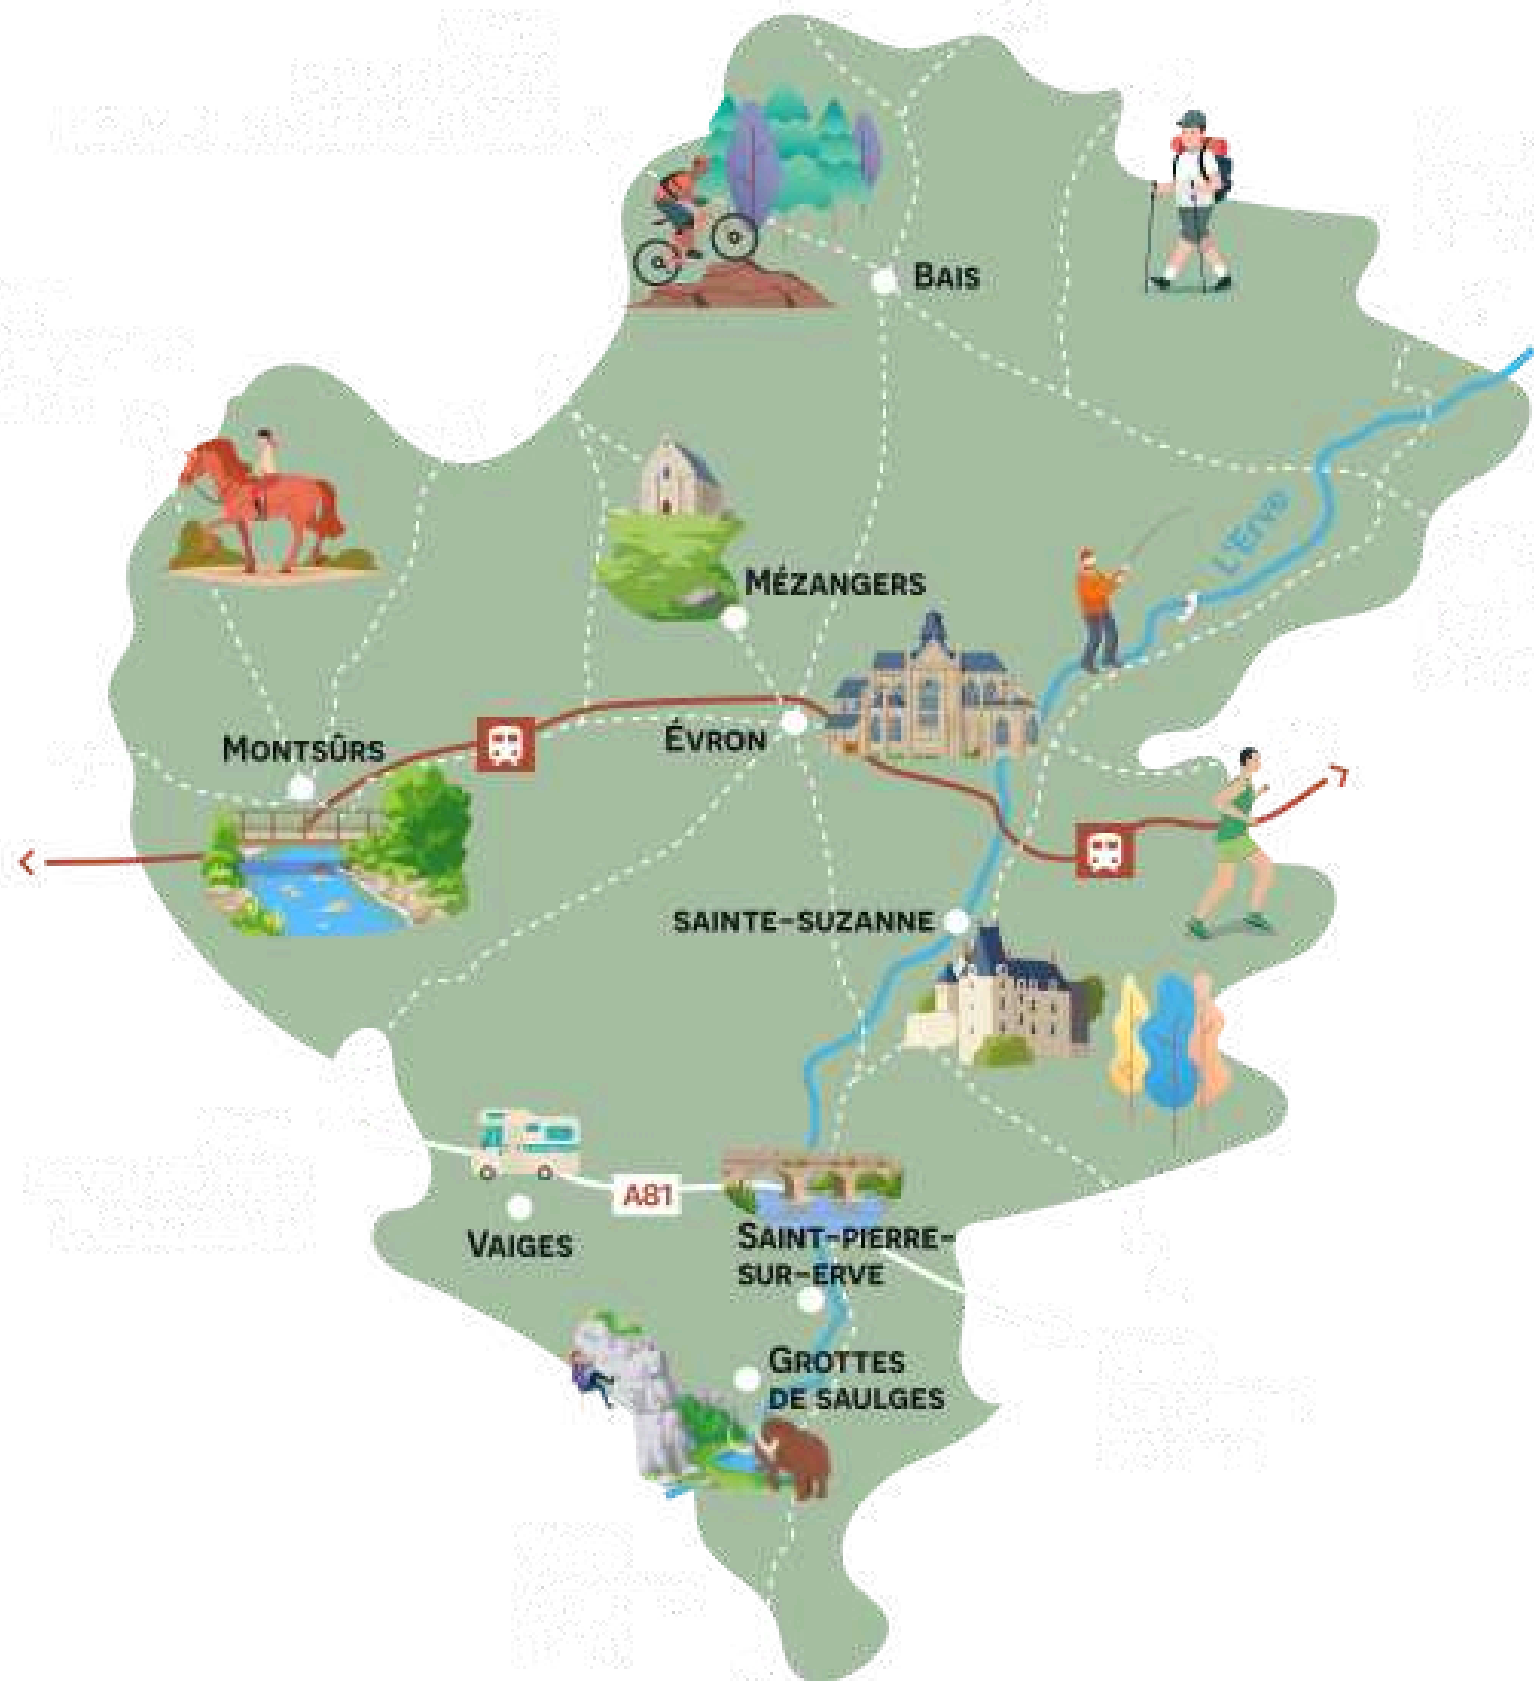 BAIS
L'Erve
MÉZANGERS
ÉVRON
MONTSÛRS
SAINTE-SUZANNE
A81
VAIGES
SAINT-PIERRE-
SUR-ERVE
GROTTES
DE SAULGES